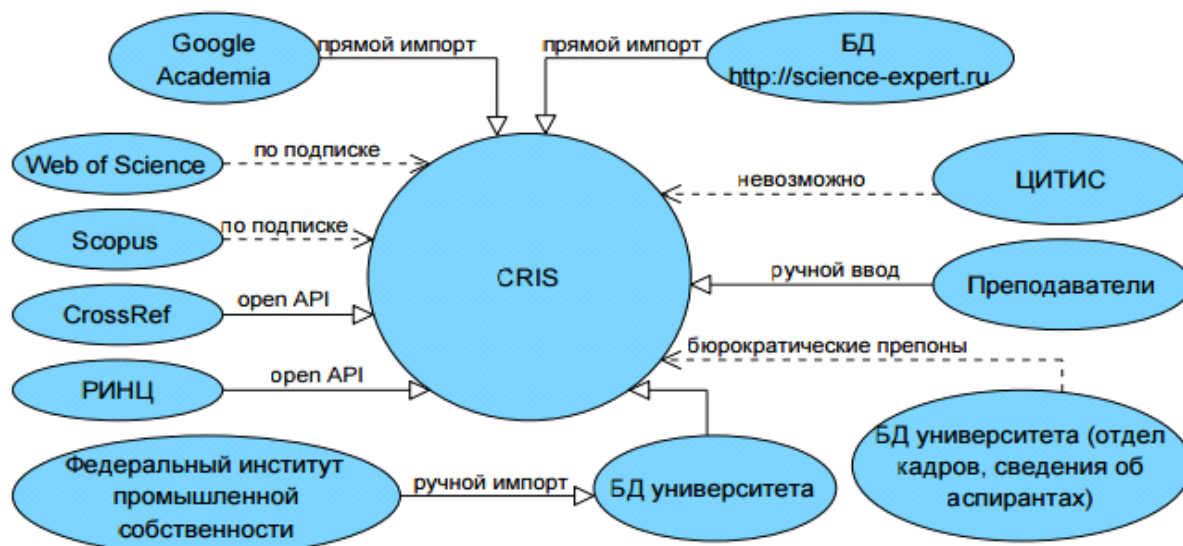 Google
Academia
прямой импорт
прямой импорт
БД
http://science-expert.ru
Web of Science
по подписке
невозможно
ЦИТИС
Scopus
по подписке
CRIS
ручной ввод
Преподаватели
CrossRef
open API
бюрократические препоны
РИНЦ
open API
БД университета (отдел
кадров, сведения об
аспирантах)
Федеральный институт
промышленной
собственности
ручной импорт
БД университета